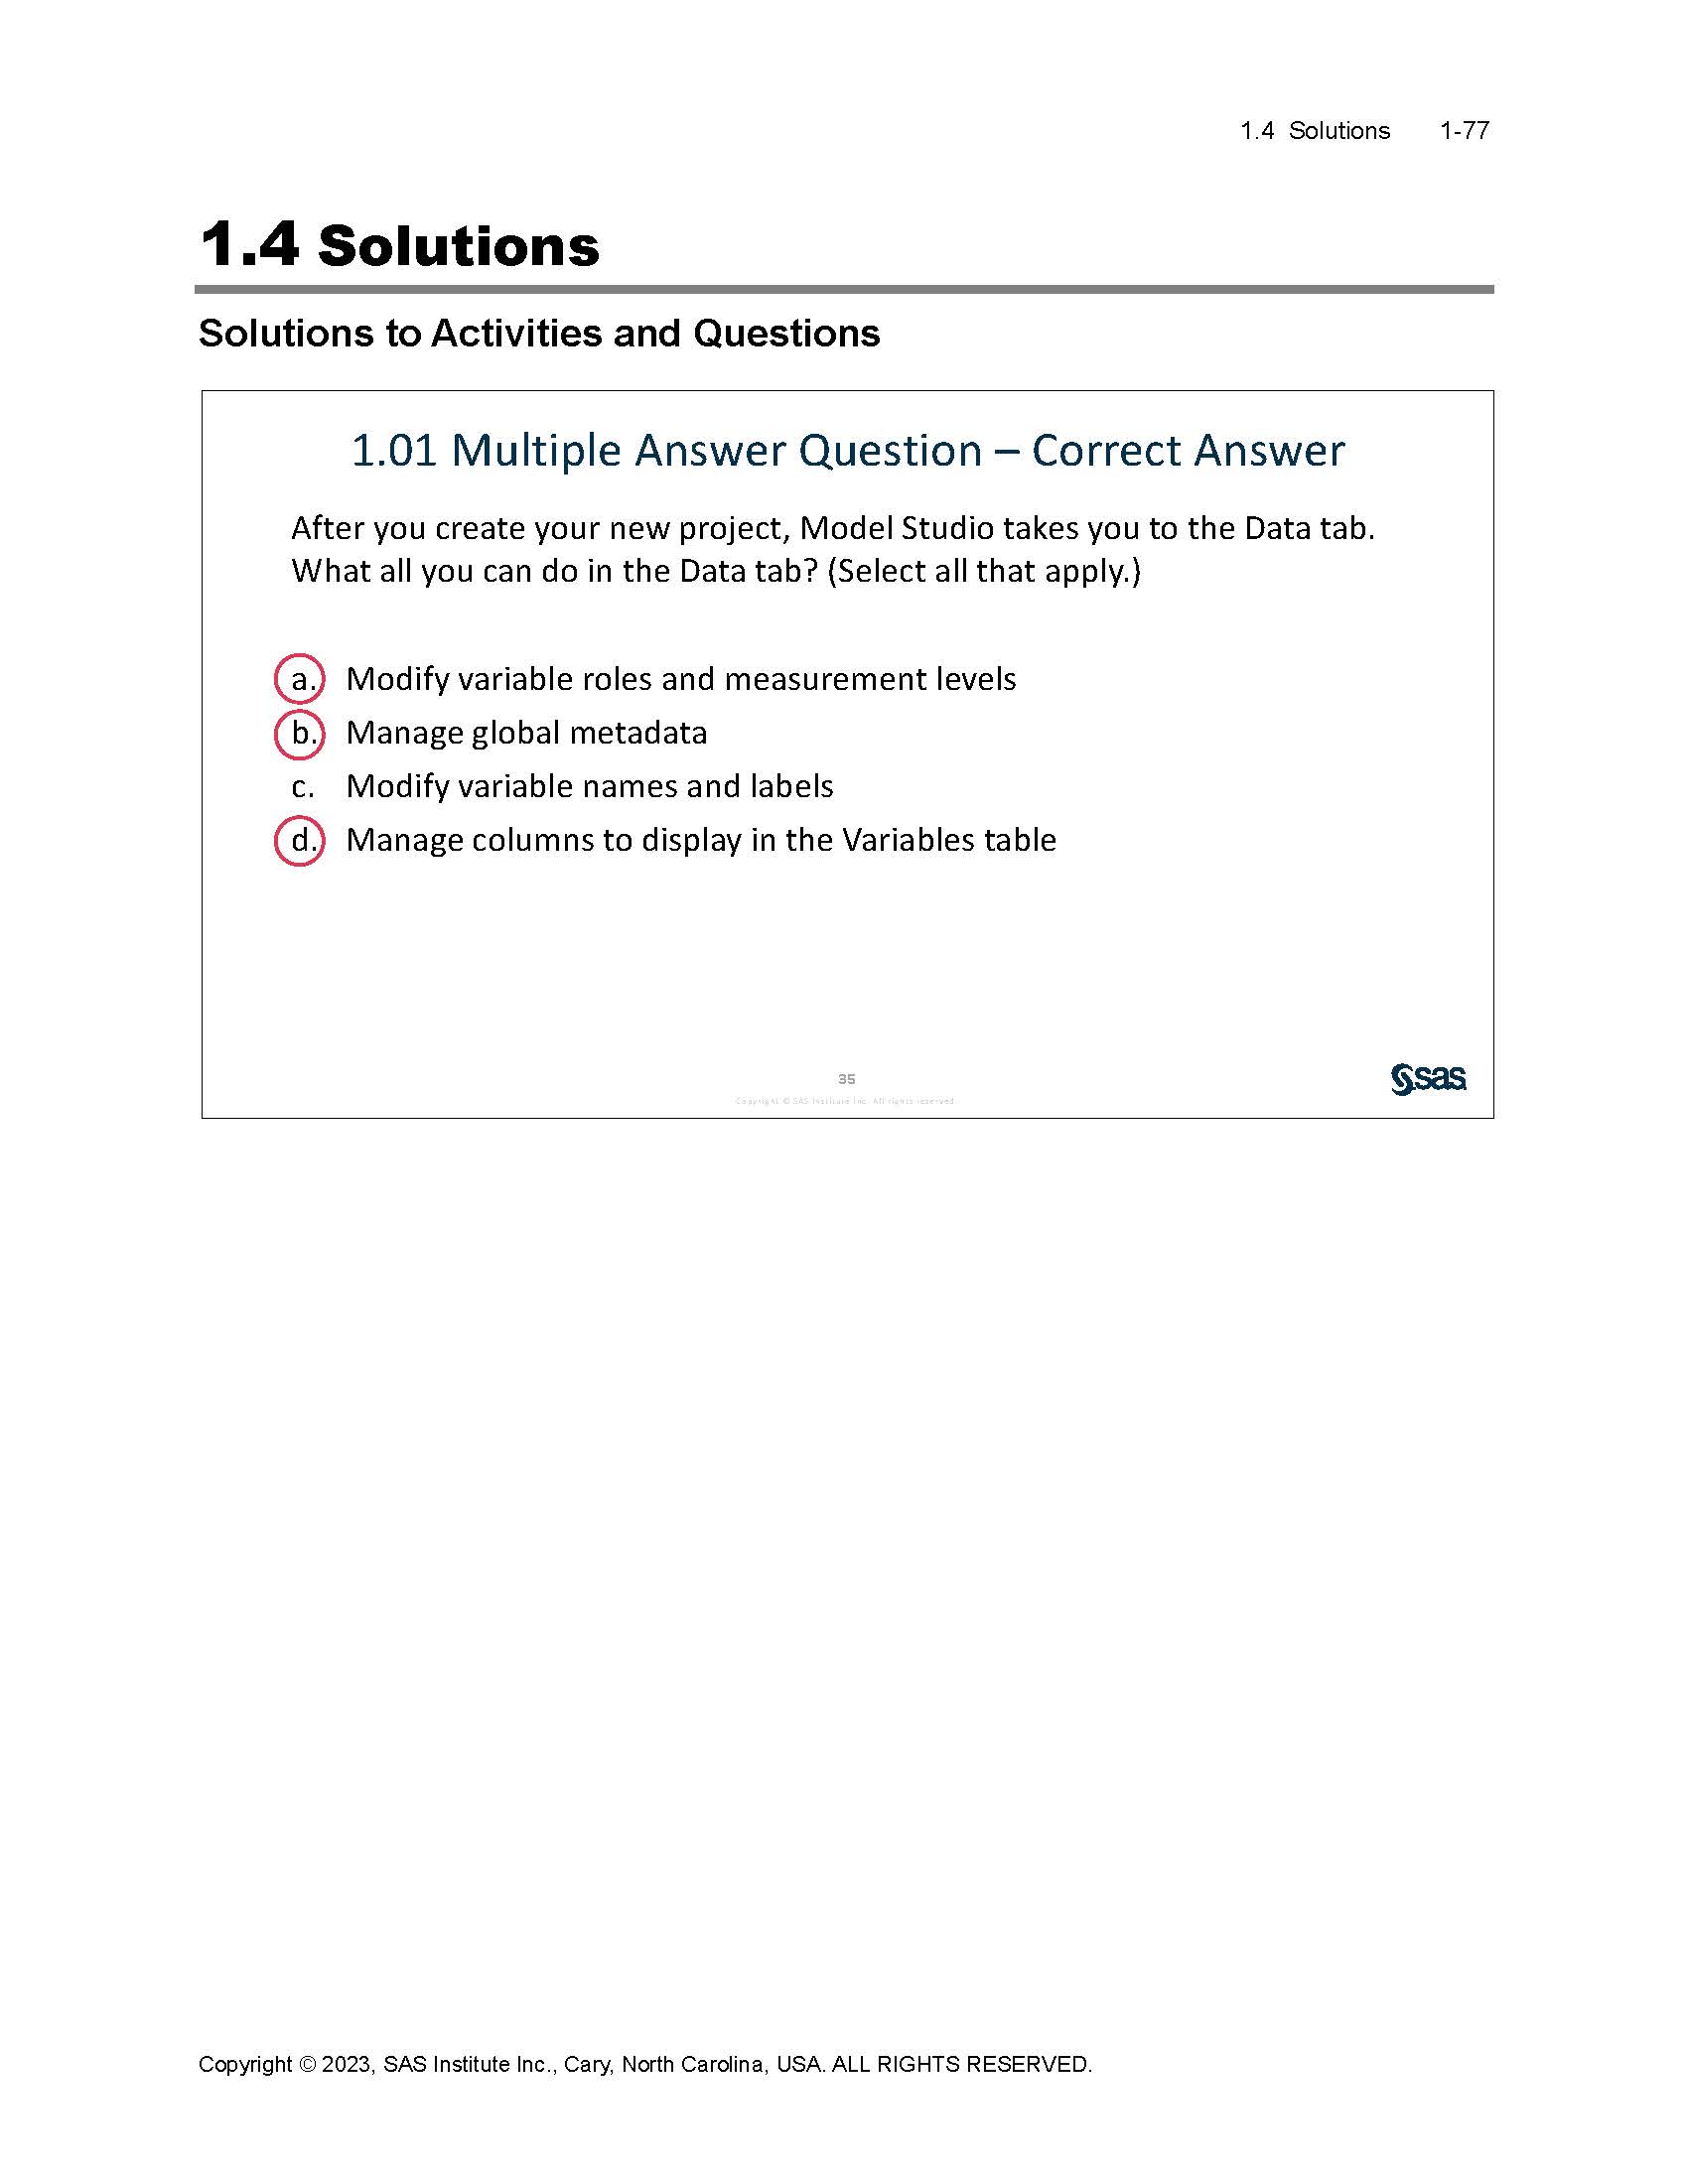 1.4 Solutions 1-77
1.4 Solutions
Solutions to Activities and Questions
1.01 Multiple Answer Question – Correct Answer
After you create your new project, Model Studio takes you to the Data tab.
What all you can do in the Data tab? (Select all that apply.)
a. Modify variable roles and measurement levels
b. Manage global metadata
c. Modify variable names and labels
d. Manage columns to display in the Variables table
35
sas
Copyright © SAS Institute Inc. All rights reserved.
Copyright © 2023, SAS Institute Inc., Cary, North Carolina, USA. ALL RIGHTS RESERVED.